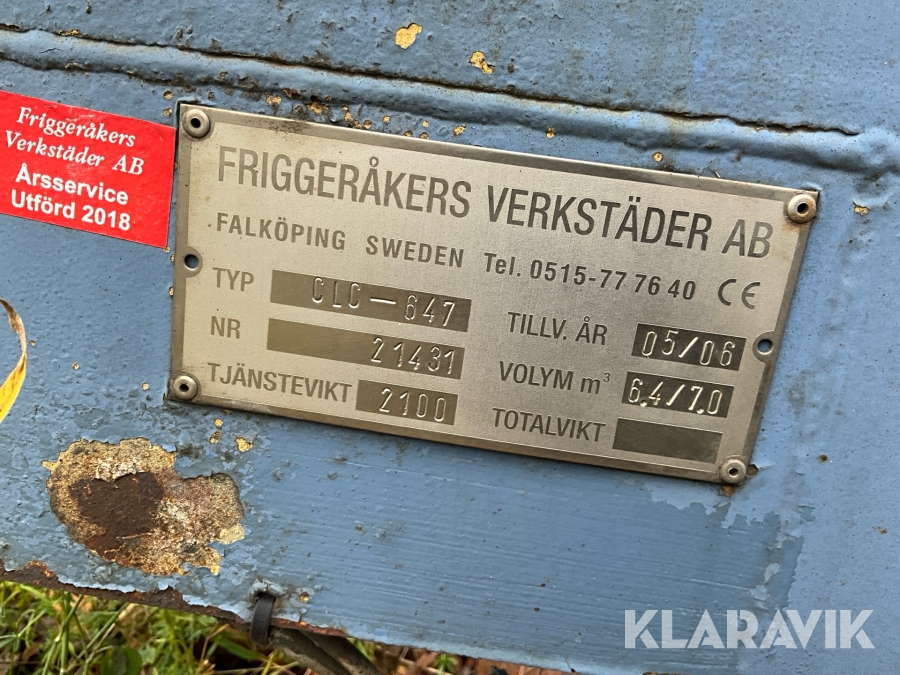 Friggeråkers
Verkstäder AB
Årsservice
Utförd 2018
FRIGGERÅKERS VERKSTÄDER AB
FALKÖPING SWEDEN Tel. 0515-77 76 40 CE
TYP CLC-647
TILLV. ÅR 05/06
NR 21431
VOLYM m³ 6.4/7.0
TJÄNSTEVIKT 2100
TOTALVIKT
KLARAVIK